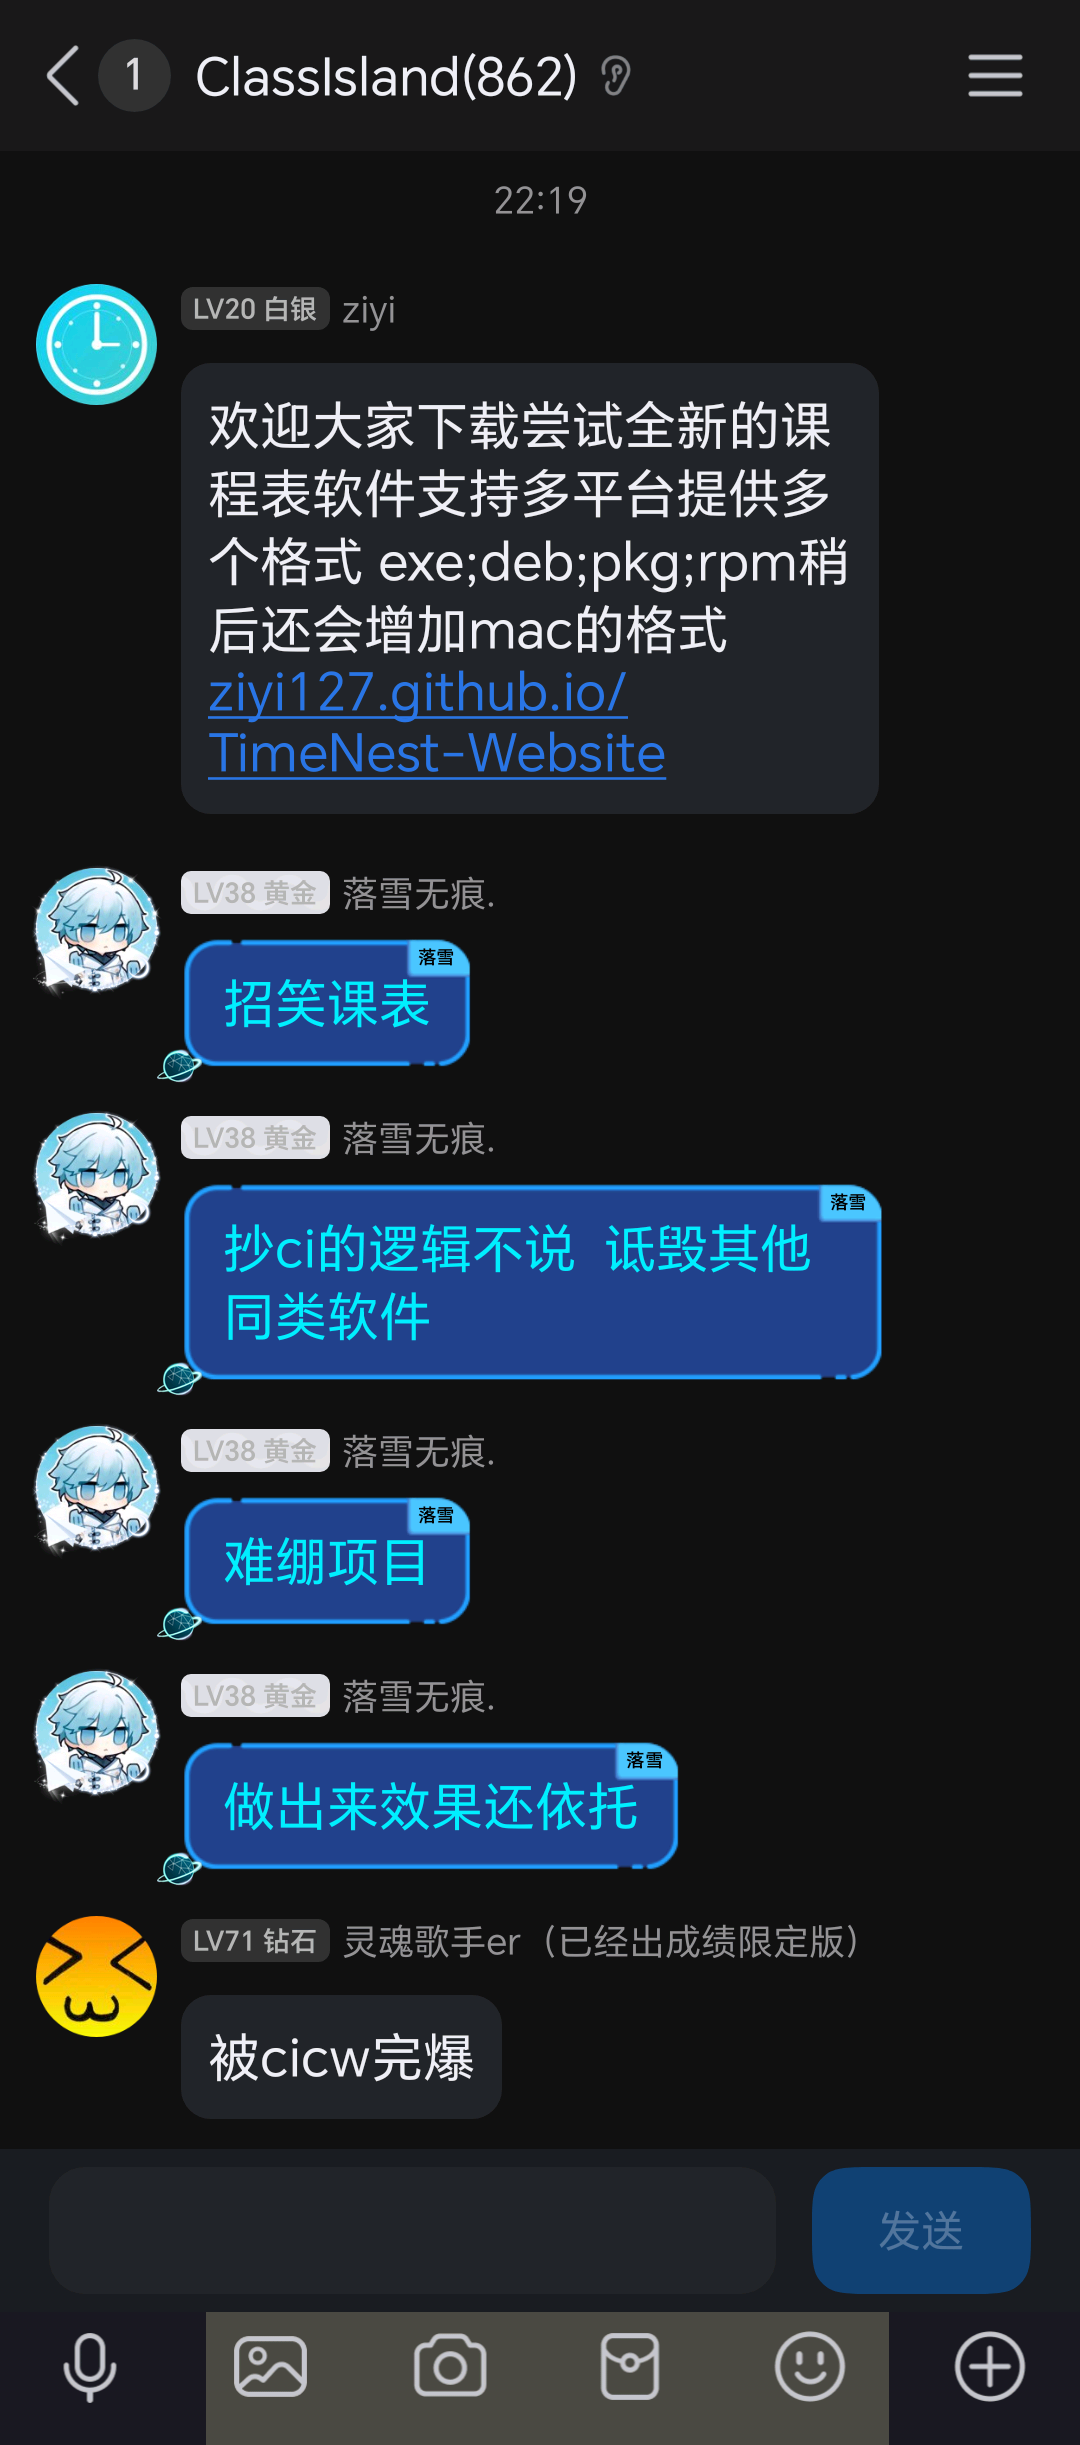 1
ClassIsland(862)
22:19
LV20 白银 ziyi
欢迎大家下载尝试全新的课
程表软件支持多平台提供多
个格式 exe;deb;pkg;rpm稍
后还会增加mac的格式
ziyi127.github.io/
TimeNest-Website
LV38 黄金 落雪无痕.
落雪
招笑课表
LV38 黄金 落雪无痕.
落雪
抄ci的逻辑不说 诋毁其他
同类软件
LV38 黄金 落雪无痕.
落雪
难绷项目
LV38 黄金 落雪无痕.
落雪
做出来效果还依托
LV71 钻石 灵魂歌手er（已经出成绩限定版）
被cicw完爆
发送